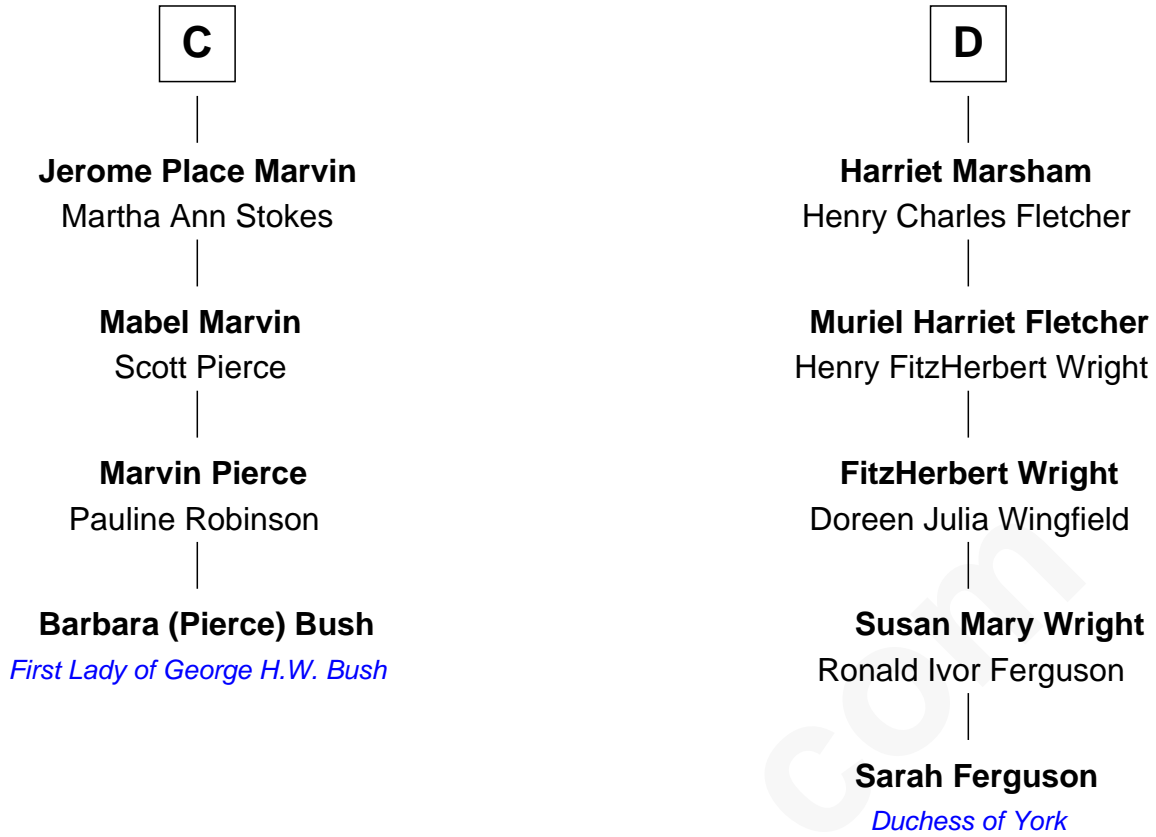 C
Jerome Place Marvin
Martha Ann Stokes
Mabel Marvin
Scott Pierce
Marvin Pierce
Pauline Robinson
Barbara (Pierce) Bush
First Lady of George H.W. Bush
D
Harriet Marsham
Henry Charles Fletcher
Muriel Harriet Fletcher
Henry FitzHerbert Wright
FitzHerbert Wright
Doreen Julia Wingfield
Susan Mary Wright
Ronald Ivor Ferguson
Sarah Ferguson
Duchess of York
com